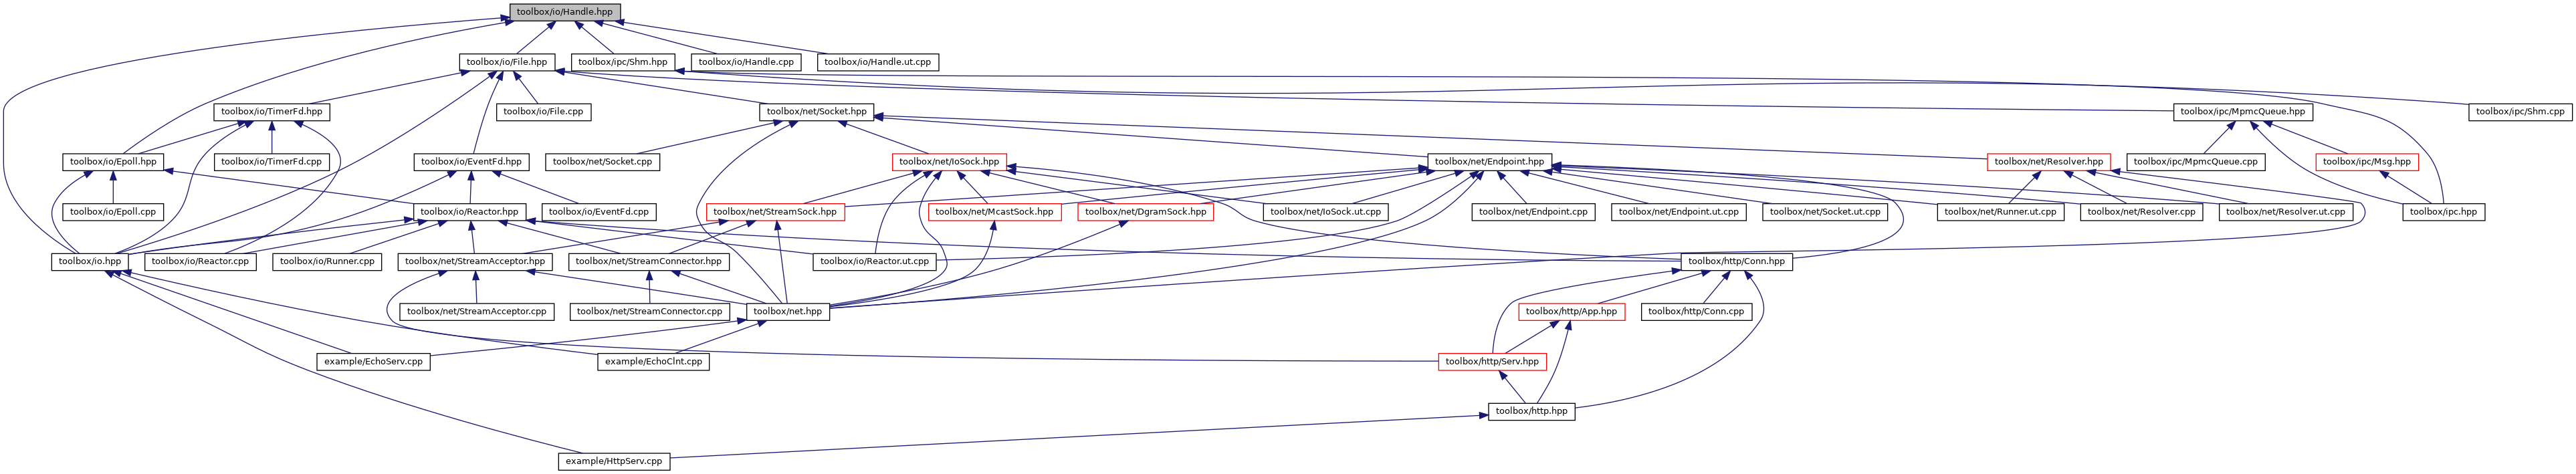 toolbox/io/Handle.hpp
toolbox/io/File.hpp
toolbox/ipc/Shm.hpp
toolbox/io/Handle.cpp
toolbox/io/Handle.ut.cpp
toolbox/io/TimerFd.hpp
toolbox/io/File.cpp
toolbox/net/Socket.hpp
toolbox/ipc/MpmcQueue.hpp
toolbox/ipc/Shm.cpp
toolbox/io/Epoll.hpp
toolbox/io/TimerFd.cpp
toolbox/io/EventFd.hpp
toolbox/net/Socket.cpp
toolbox/net/IoSock.hpp
toolbox/net/Endpoint.hpp
toolbox/net/Resolver.hpp
toolbox/ipc/MpmcQueue.cpp
toolbox/ipc/Msg.hpp
toolbox/io/Epoll.cpp
toolbox/io/Reactor.hpp
toolbox/io/EventFd.cpp
toolbox/net/StreamSock.hpp
toolbox/net/McastSock.hpp
toolbox/net/DgramSock.hpp
toolbox/net/IoSock.ut.cpp
toolbox/net/Endpoint.cpp
toolbox/net/Endpoint.ut.cpp
toolbox/net/Socket.ut.cpp
toolbox/net/Runner.ut.cpp
toolbox/net/Resolver.cpp
toolbox/net/Resolver.ut.cpp
toolbox/ipc.hpp
toolbox/io.hpp
toolbox/io/Reactor.cpp
toolbox/io/Runner.cpp
toolbox/net/StreamAcceptor.hpp
toolbox/net/StreamConnector.hpp
toolbox/io/Reactor.ut.cpp
toolbox/http/Conn.hpp
toolbox/net/StreamAcceptor.cpp
toolbox/net/StreamConnector.cpp
toolbox/net.hpp
toolbox/http/App.hpp
toolbox/http/Conn.cpp
example/EchoServ.cpp
example/EchoClnt.cpp
toolbox/http/Serv.hpp
toolbox/http.hpp
example/HttpServ.cpp